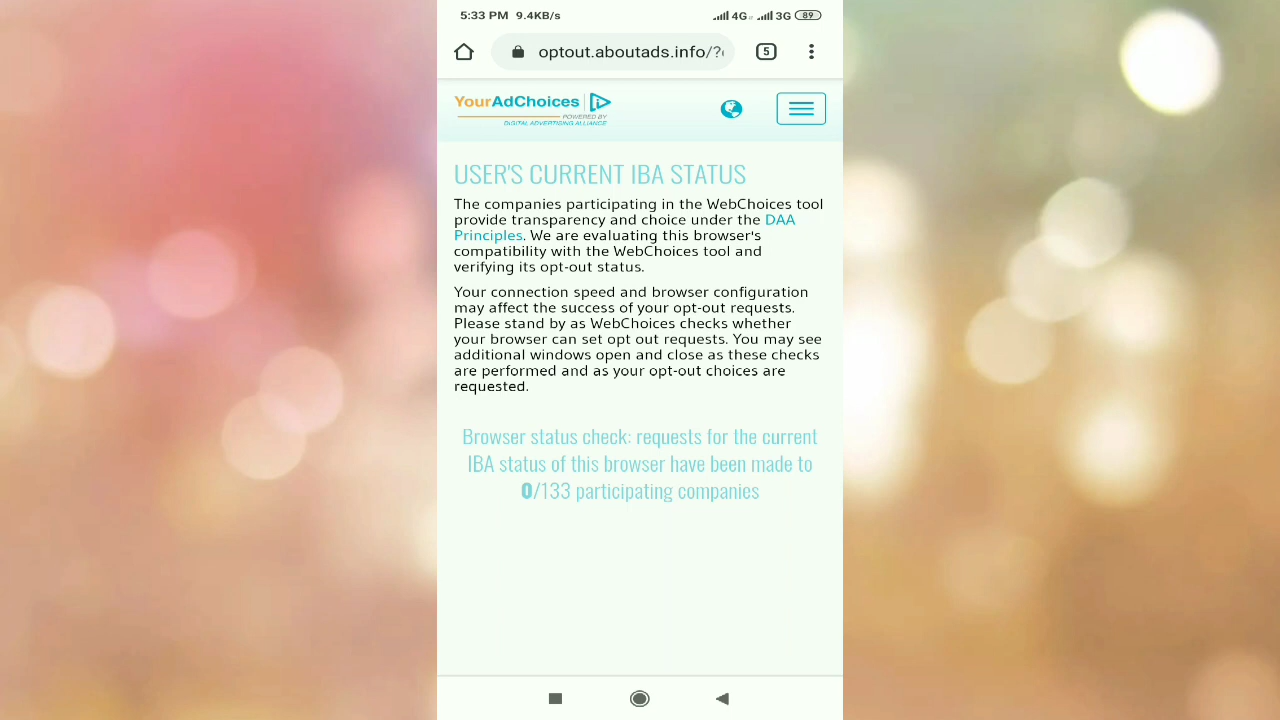 5:33 PM 9.4KB/s 4G 3G 89
optout.aboutads.info/?
5
YourAdChoices
POWERED BY
DIGITAL ADVERTISING ALLIANCE
USER'S CURRENT IBA STATUS
The companies participating in the WebChoices tool
provide transparency and choice under the DAA
Principles. We are evaluating this browser's
compatibility with the WebChoices tool and
verifying its opt-out status.
Your connection speed and browser configuration
may affect the success of your opt-out requests.
Please stand by as WebChoices checks whether
your browser can set opt out requests. You may see
additional windows open and close as these checks
are performed and as your opt-out choices are
requested.
Browser status check: requests for the current
IBA status of this browser have been made to
0/133 participating companies